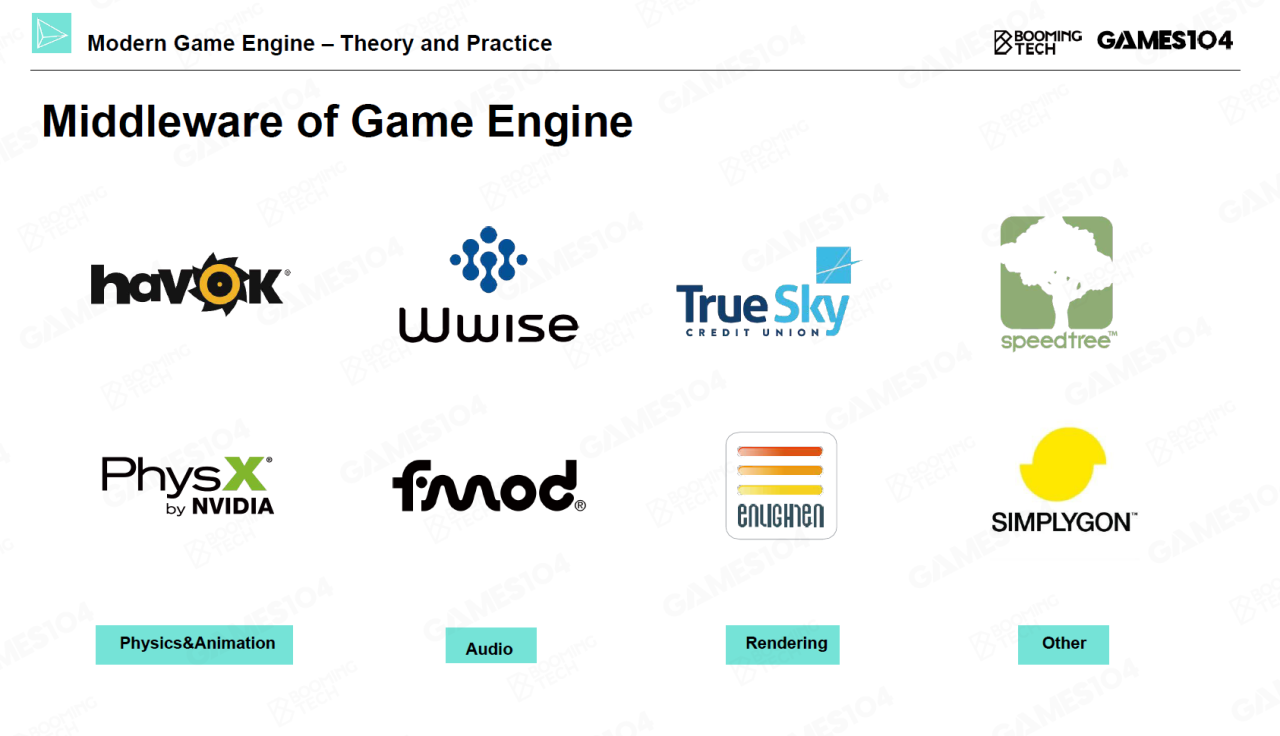 Modern Game Engine – Theory and Practice
BOOMING
TECH
GAMES104
Middleware of Game Engine
havok®
Wwise
True Sky
CREDIT UNION
speedtree™
PhysX®
by NVIDIA
fmod®
ENLIGHTEN
SIMPLYGON™
Physics&Animation
Audio
Rendering
Other